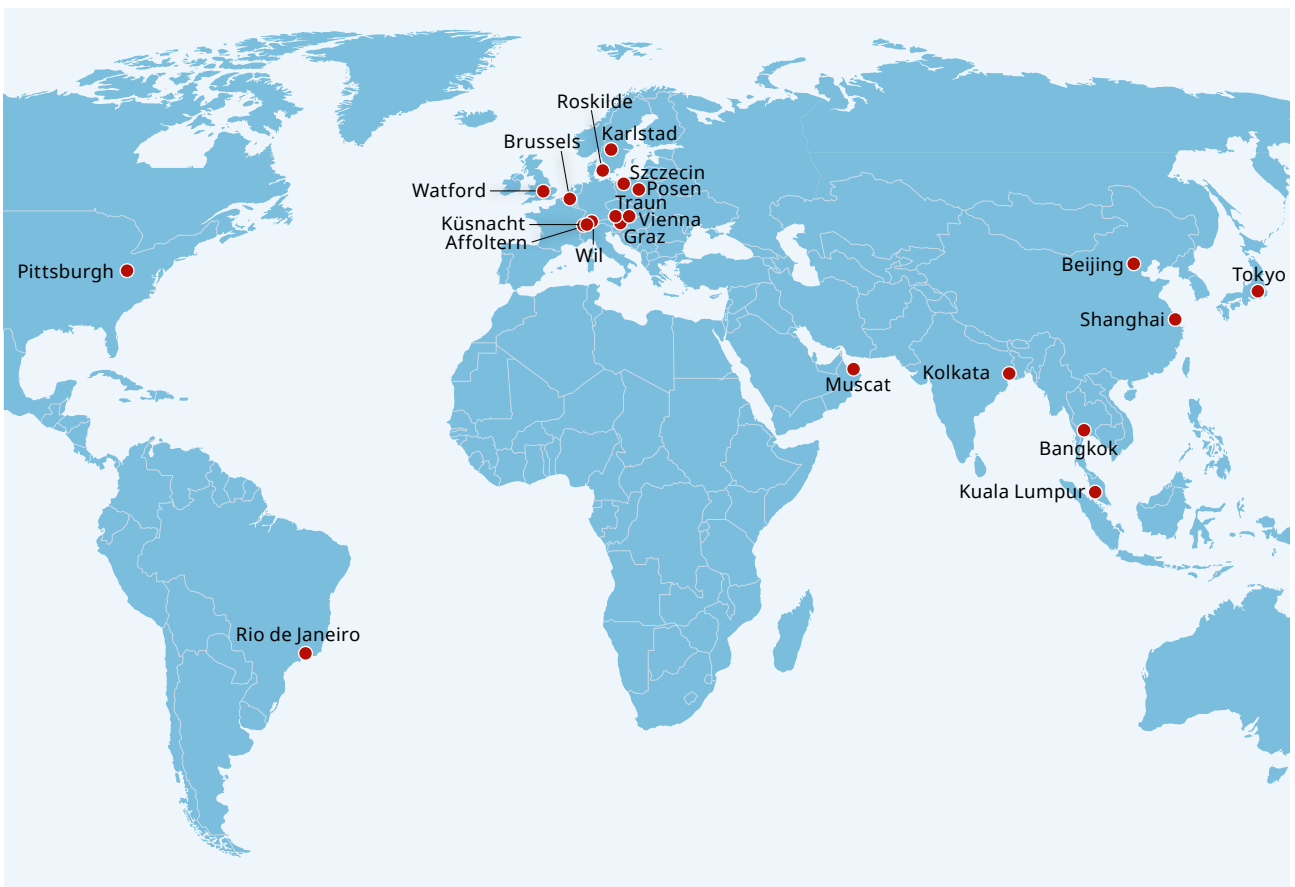 Roskilde
Karlstad
Brussels
Szczecin
Watford
Posen
Traun
Küsnacht
Vienna
Affoltern
Graz
Wil
Pittsburgh
Beijing
Tokyo
Shanghai
Kolkata
Muscat
Bangkok
Kuala Lumpur
Rio de Janeiro